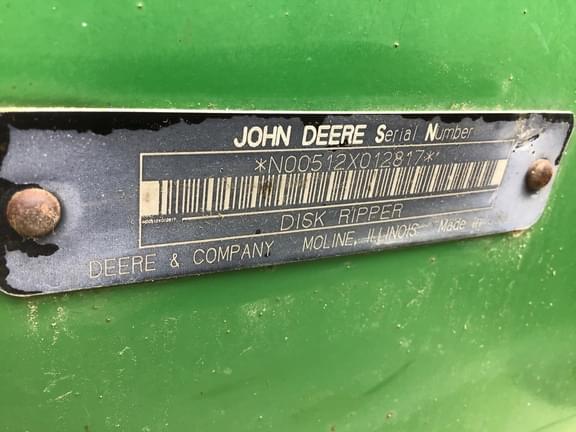 JOHN DEERE Serial Number
*N00512X012817*
DISK RIPPER
DEERE & COMPANY MOLINE, ILLINOIS Made in